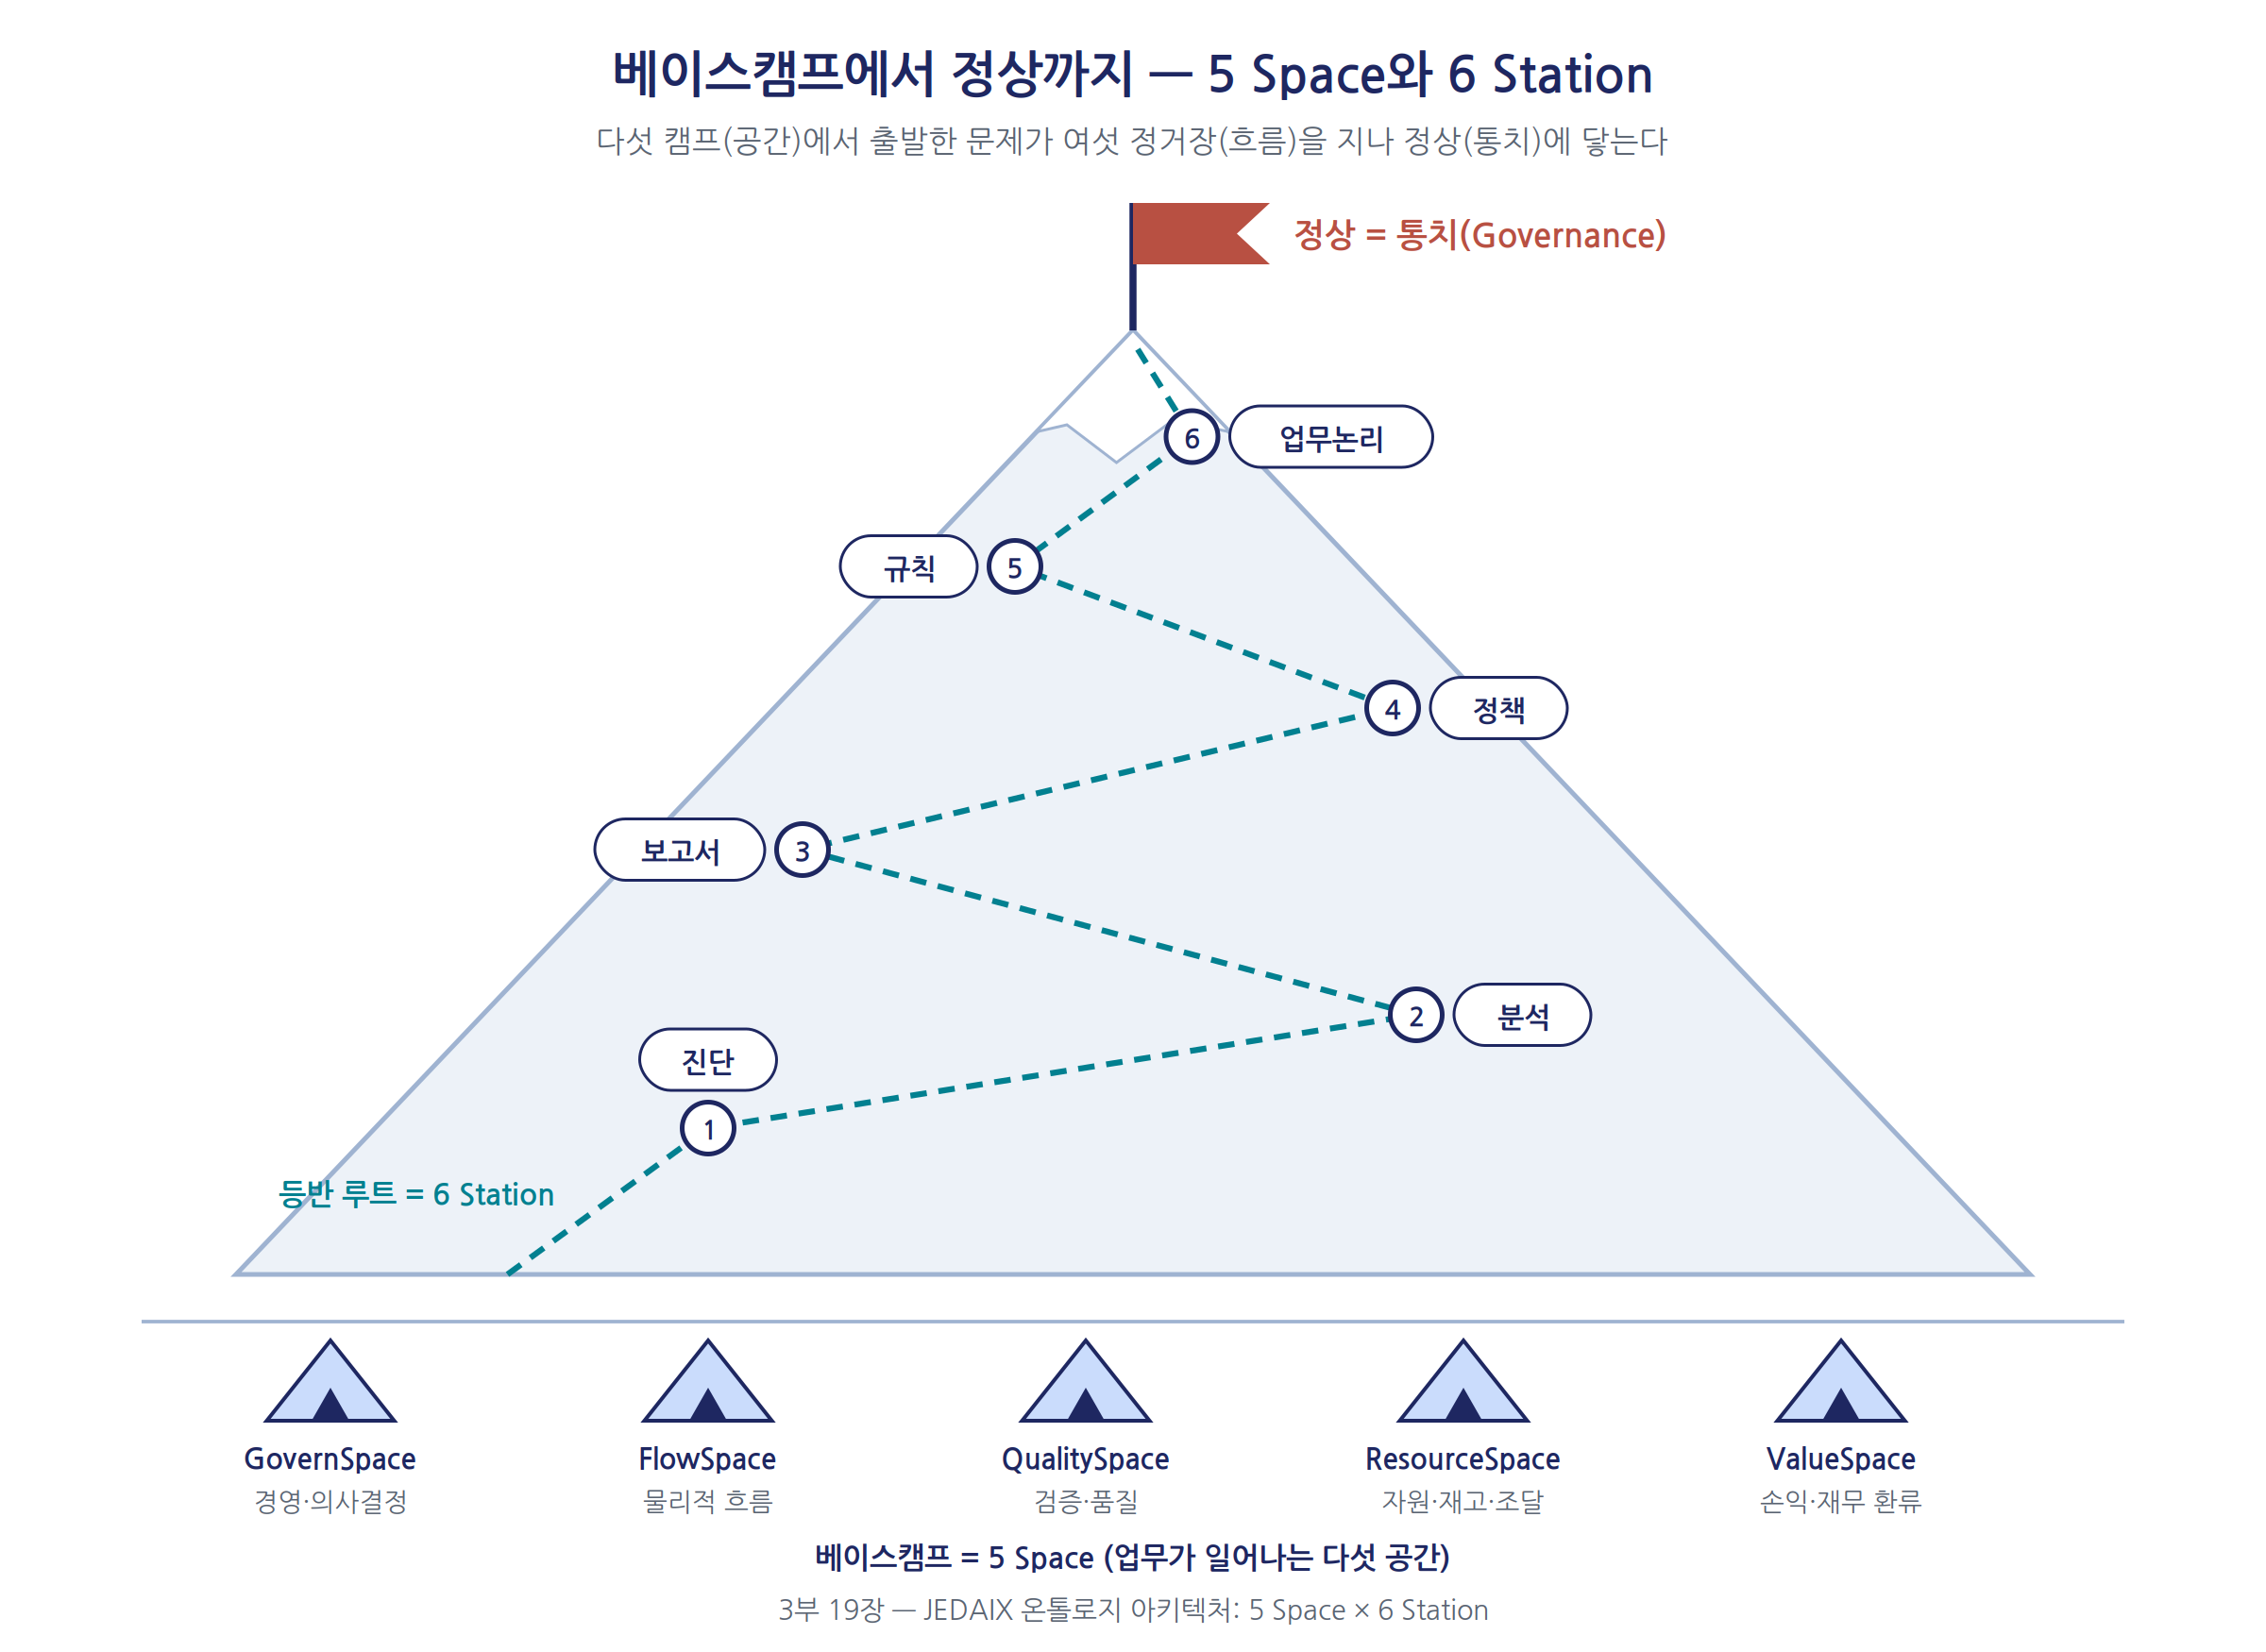 베이스캠프에서 정상까지 — 5 Space와 6 Station
다섯 캠프(공간)에서 출발한 문제가 여섯 정거장(흐름)을 지나 정상(통치)에 닿는다
정상 = 통치(Governance)
6 업무논리
규칙 5
4 정책
보고서 3
2 분석
진단
1
등반 루트 = 6 Station
GovernSpace
경영·의사결정
FlowSpace
물리적 흐름
QualitySpace
검증·품질
ResourceSpace
자원·재고·조달
ValueSpace
손익·재무 환류
베이스캠프 = 5 Space (업무가 일어나는 다섯 공간)
3부 19장 — JEDAIX 온톨로지 아키텍처: 5 Space × 6 Station